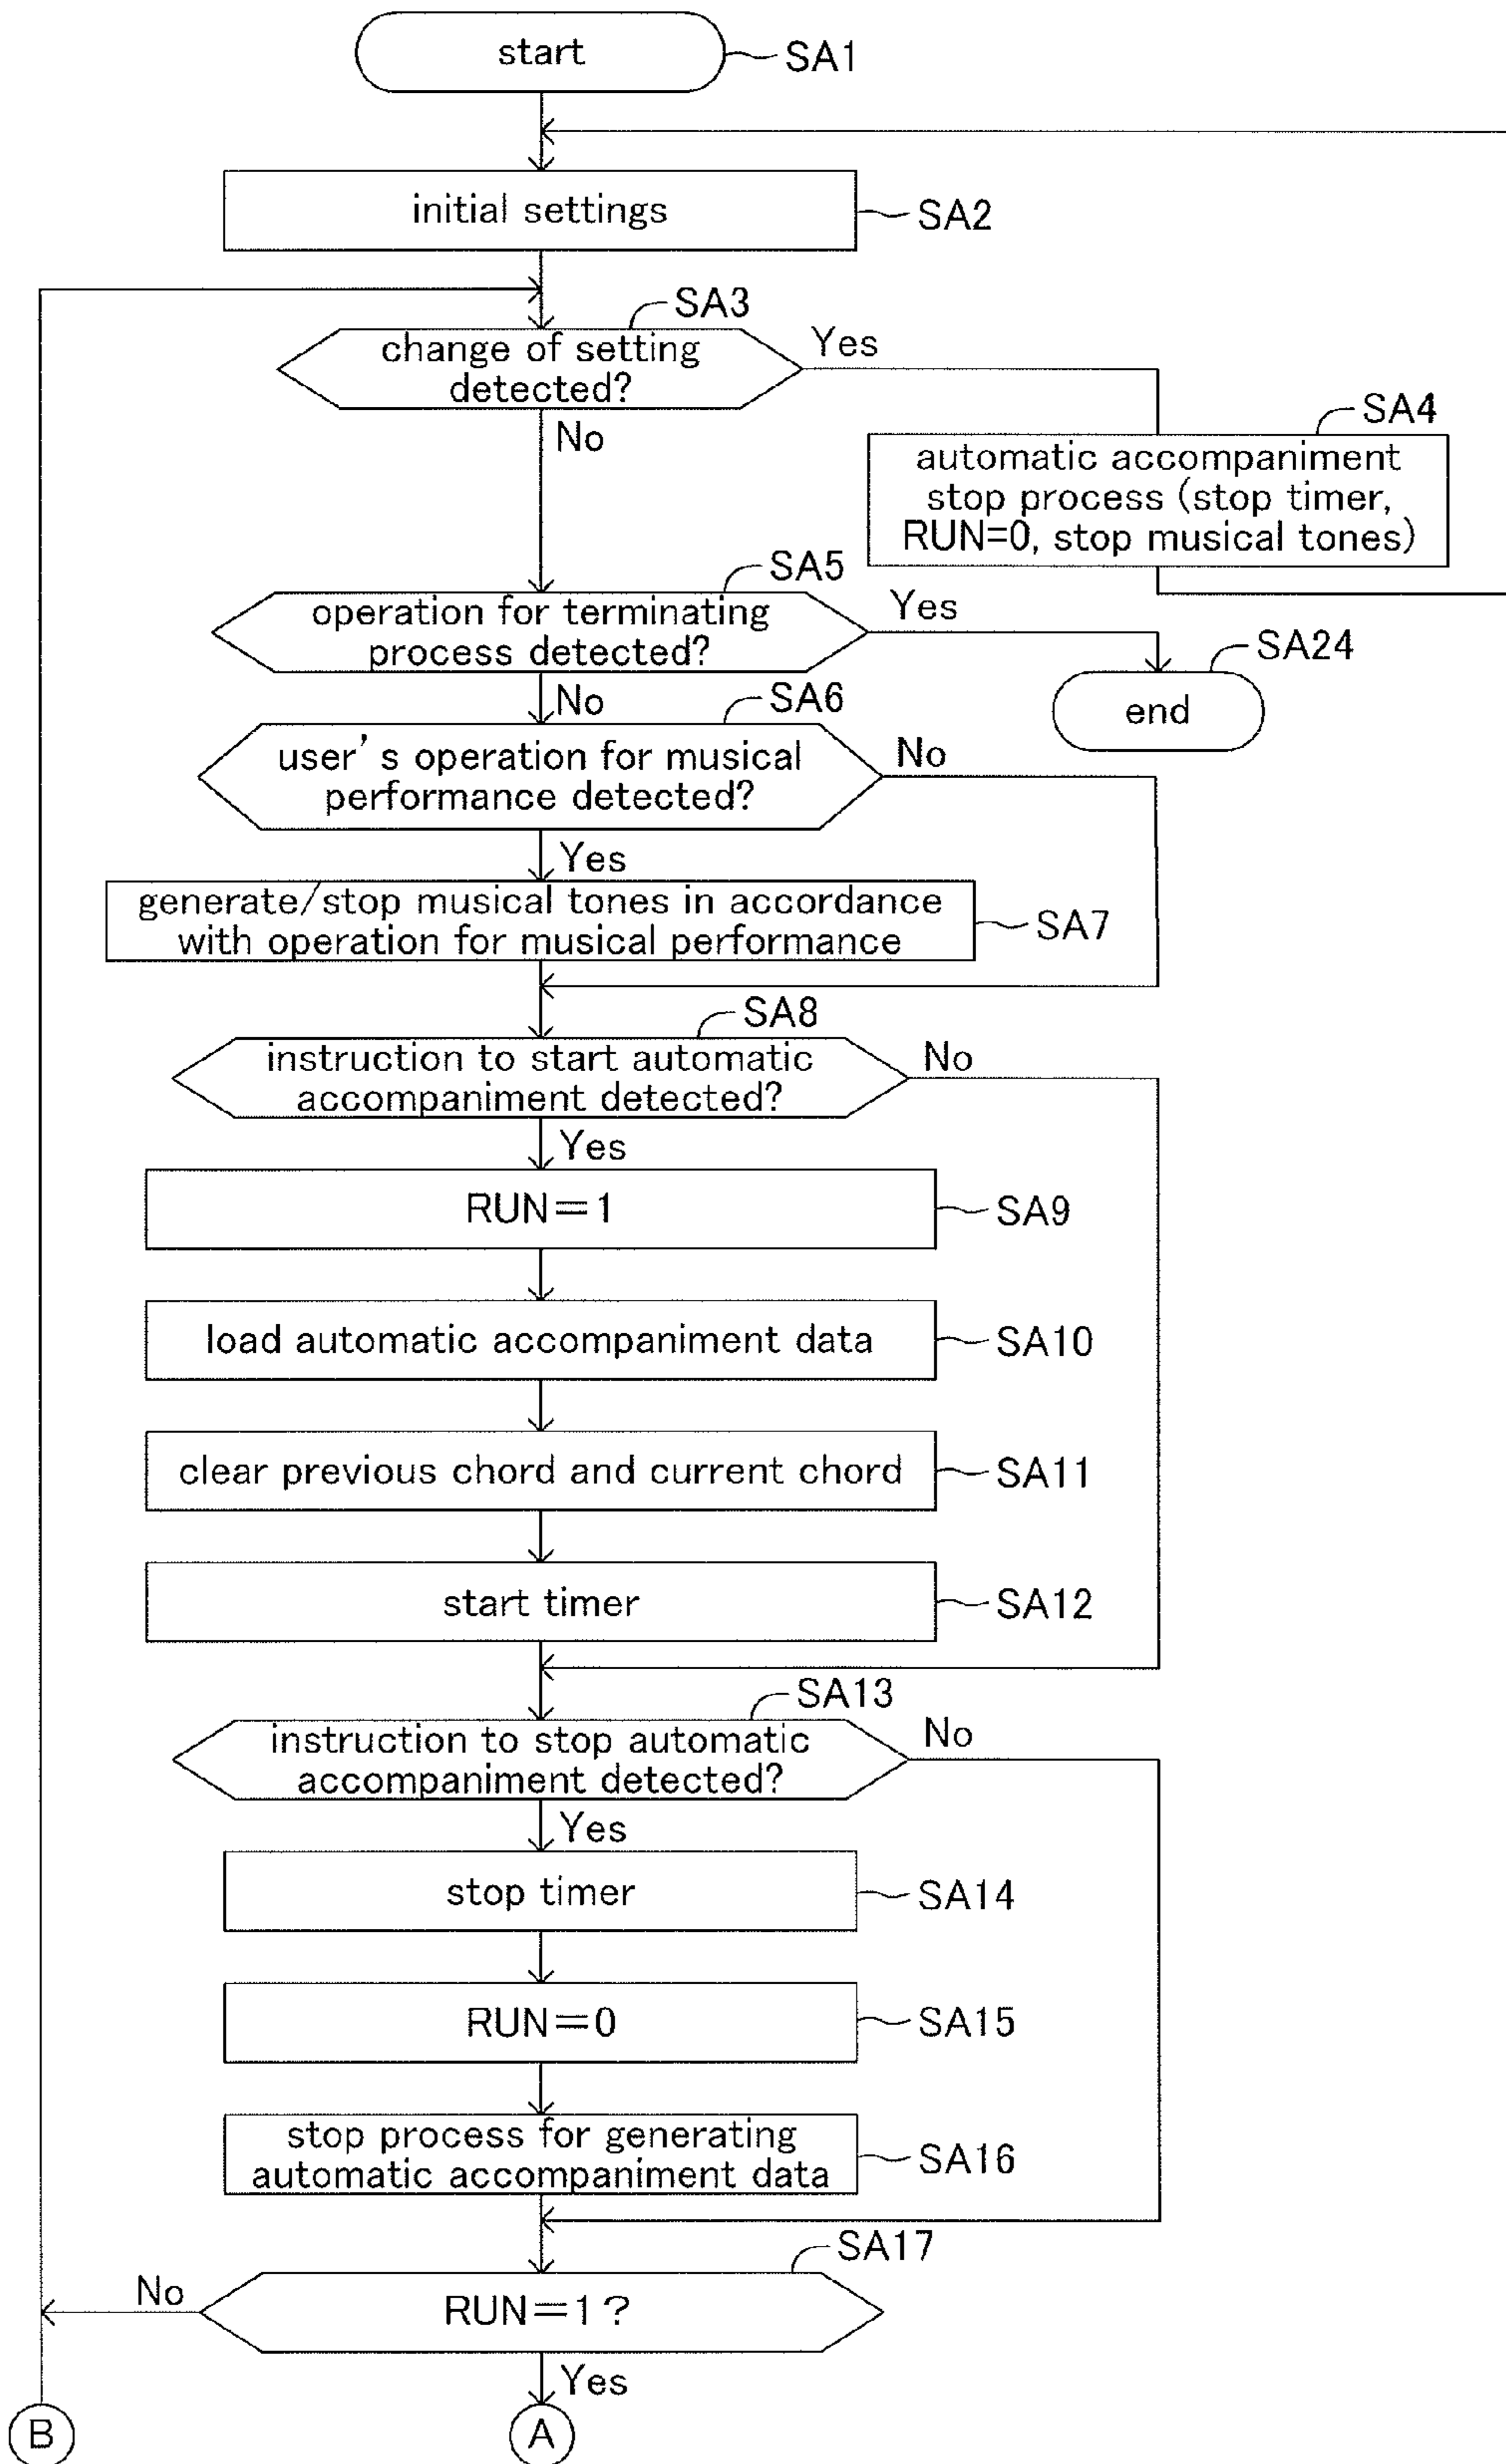 start
SA1
initial settings
SA2
SA3
change of setting
detected?
Yes
No
SA4
automatic accompaniment
stop process (stop timer,
RUN=0, stop musical tones)
SA5
operation for terminating
process detected?
Yes
No
SA24
end
SA6
user's operation for musical
performance detected?
No
Yes
generate/stop musical tones in accordance
with operation for musical performance
SA7
SA8
instruction to start automatic
accompaniment detected?
No
Yes
RUN=1
SA9
load automatic accompaniment data
SA10
clear previous chord and current chord
SA11
start timer
SA12
SA13
instruction to stop automatic
accompaniment detected?
No
Yes
stop timer
SA14
RUN=0
SA15
stop process for generating
automatic accompaniment data
SA16
SA17
RUN=1?
No
Yes
B
A